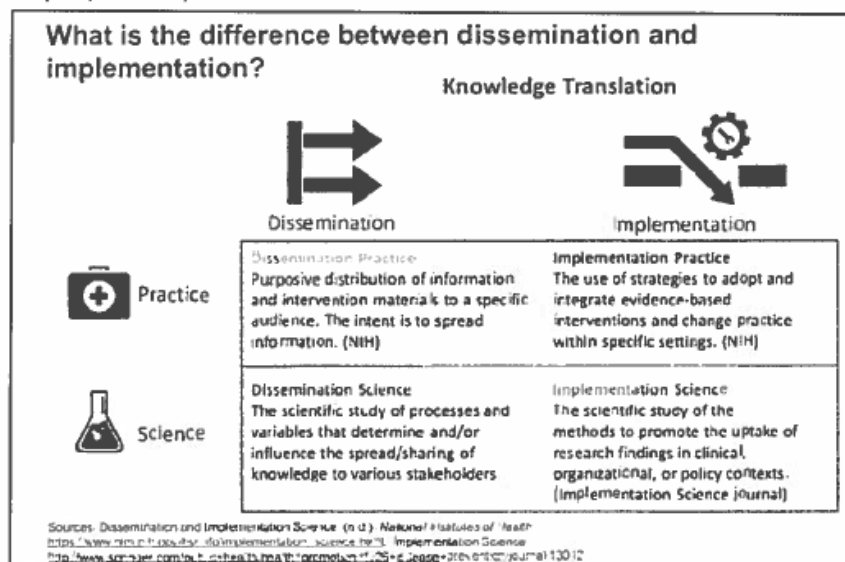 What is the difference between dissemination and
implementation?
Knowledge Translation
Dissemination
Implementation
Practice
Dissemination Practice
Purposive distribution of information
and intervention materials to a specific
audience. The intent is to spread
information. (NIH)
Implementation Practice
The use of strategies to adopt and
integrate evidence-based
interventions and change practice
within specific settings. (NIH)
Science
Dissemination Science
The scientific study of processes and
variables that determine and/or
influence the spread/sharing of
knowledge to various stakeholders
Implementation Science
The scientific study of the
methods to promote the uptake of
research findings in clinical,
organizational, or policy contexts.
(Implementation Science journal)
Sources: Dissemination and Implementation Science (n.d.) National Institutes of Health
Implementation Science